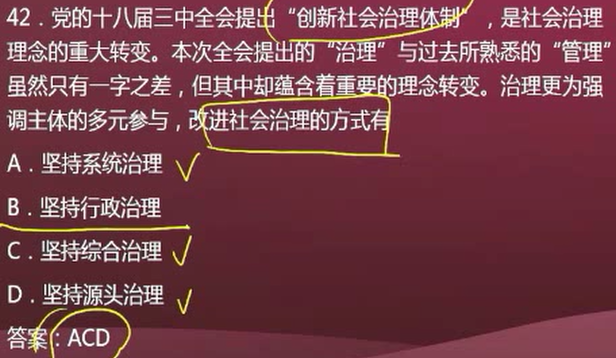 42．党的十八届三中全会提出“创新社会治理体制”，是社会治理
理念的重大转变。本次全会提出的“治理”与过去所熟悉的“管理”
虽然只有一字之差，但其中却蕴含着重要的理念转变。治理更为强
调主体的多元参与，改进社会治理的方式有
A．坚持系统治理
B．坚持行政治理
C．坚持综合治理
D．坚持源头治理
答案：ACD